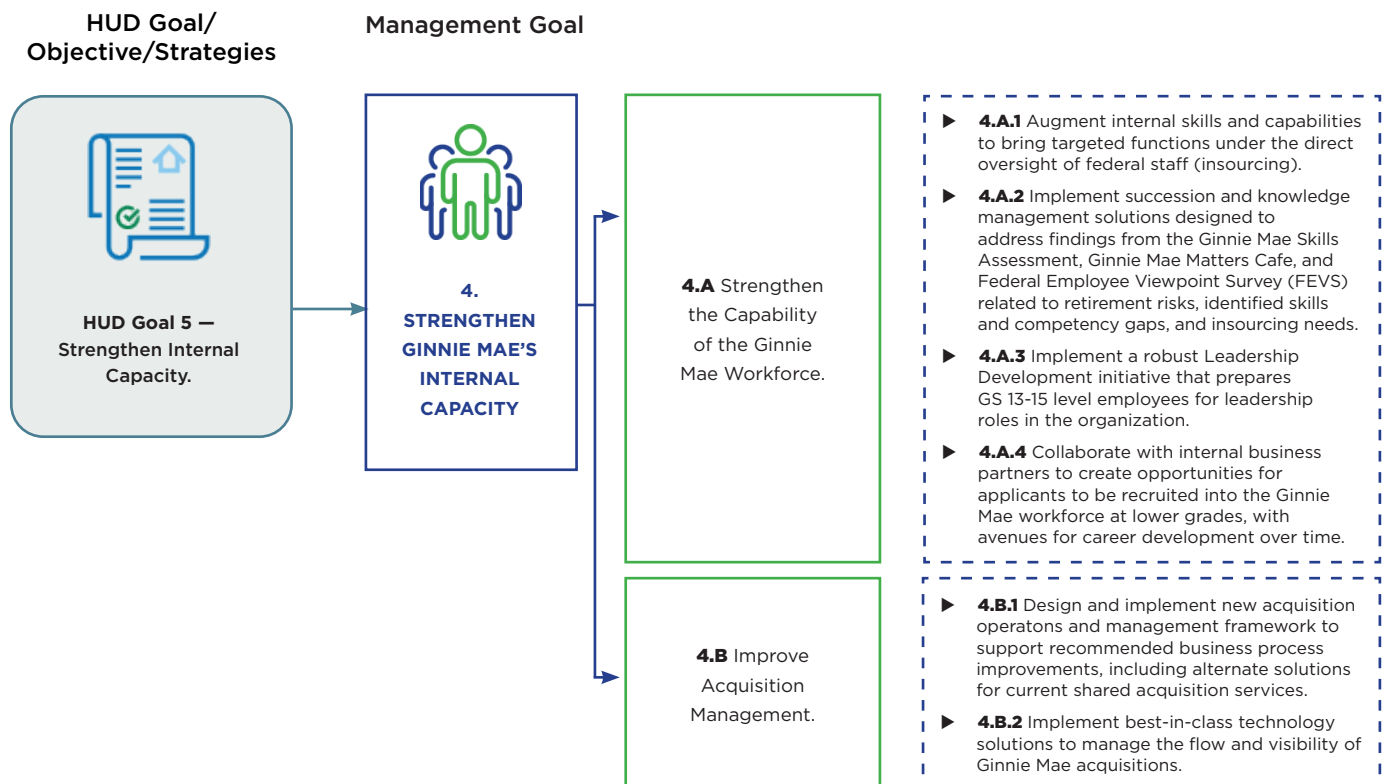 HUD Goal/
Objective/Strategies
Management Goal
HUD Goal 5 —
Strengthen Internal
Capacity.
4.
STRENGTHEN
GINNIE MAE’S
INTERNAL
CAPACITY
4.A Strengthen
the Capability
of the Ginnie
Mae Workforce.
▶ 4.A.1 Augment internal skills and capabilities
to bring targeted functions under the direct
oversight of federal staff (insourcing).
▶ 4.A.2 Implement succession and knowledge
management solutions designed to
address findings from the Ginnie Mae Skills
Assessment, Ginnie Mae Matters Cafe, and
Federal Employee Viewpoint Survey (FEVS)
related to retirement risks, identified skills
and competency gaps, and insourcing needs.
▶ 4.A.3 Implement a robust Leadership
Development initiative that prepares
GS 13-15 level employees for leadership
roles in the organization.
▶ 4.A.4 Collaborate with internal business
partners to create opportunities for
applicants to be recruited into the Ginnie
Mae workforce at lower grades, with
avenues for career development over time.
4.B Improve
Acquisition
Management.
▶ 4.B.1 Design and implement new acquisition
operatons and management framework to
support recommended business process
improvements, including alternate solutions
for current shared acquisition services.
▶ 4.B.2 Implement best-in-class technology
solutions to manage the flow and visibility of
Ginnie Mae acquisitions.